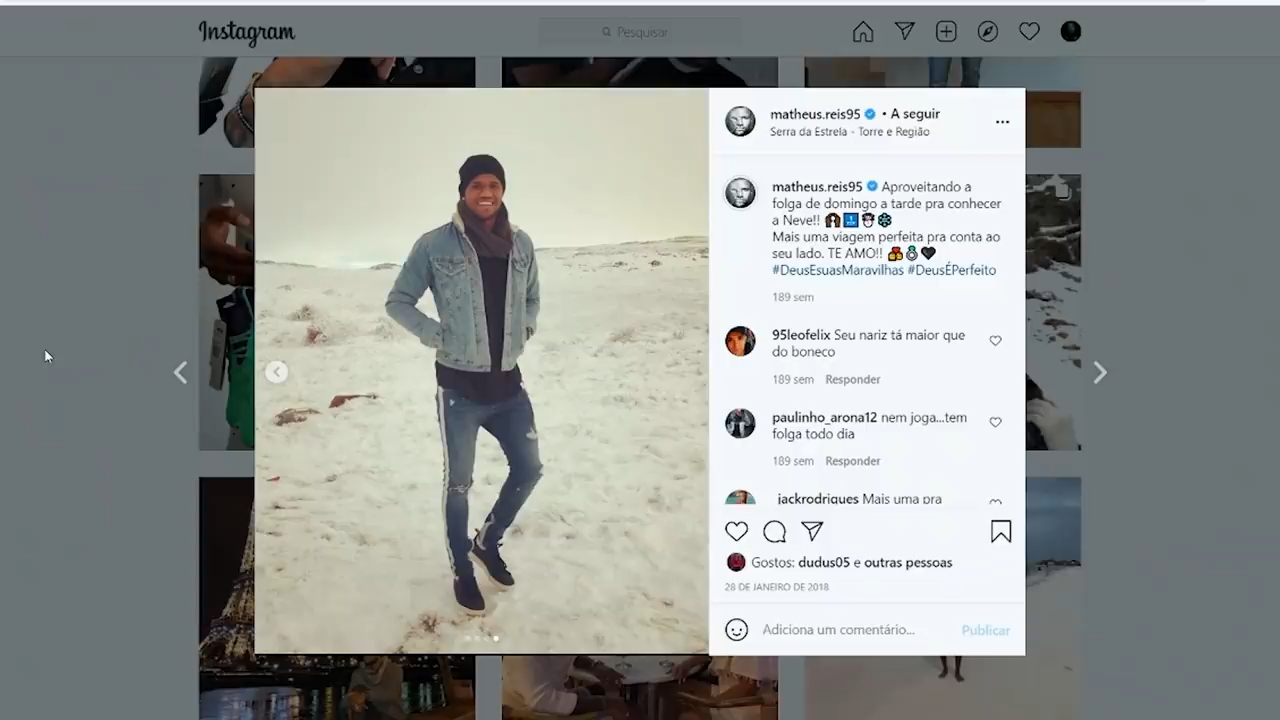 Instagram
Pesquisar
matheus.reis95 • A seguir
Serra da Estrela - Torre e Região
matheus.reis95 Aproveitando a
folga de domingo a tarde pra conhecer
a Neve!!
Mais uma viagem perfeita pra conta ao
seu lado. TE AMO!!
#DeusEsuasMaravilhas #DeusÉPerfeito
189 sem
95leofelix Seu nariz tá maior que
do boneco
189 sem Responder
paulinho_arona12 nem joga...tem
folga todo dia
189 sem Responder
jackrodrigues Mais uma pra
Gostos: dudus05 e outras pessoas
28 DE JANEIRO DE 2018
Adiciona um comentário...
Publicar